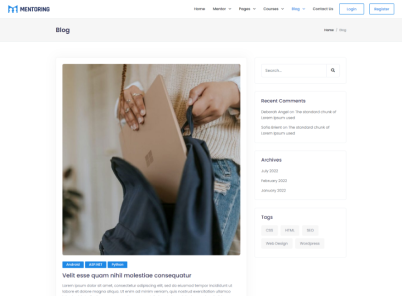 MENTORING
Home Mentor Pages Courses Blog Contact Us Login Register
Blog
Home / Blog
Search...
Recent Comments
Deborah Angel on The standard chunk of
Lorem Ipsum used
on The standard chunk of
Lorem Ipsum used
Archives
July 2022
February 2022
January 2022
Tags
CSS HTML SEO
Web Design Wordpress
Android ASP.NET Python
Velit esse quam nihil molestiae consequatur
Lorem ipsum dolor sit amet, consectetur adipiscing elit, sed do eiusmod tempor incididunt ut
labore et dolore magna aliqua. Ut enim ad minim veniam, quis nostrud exercitation ullamco